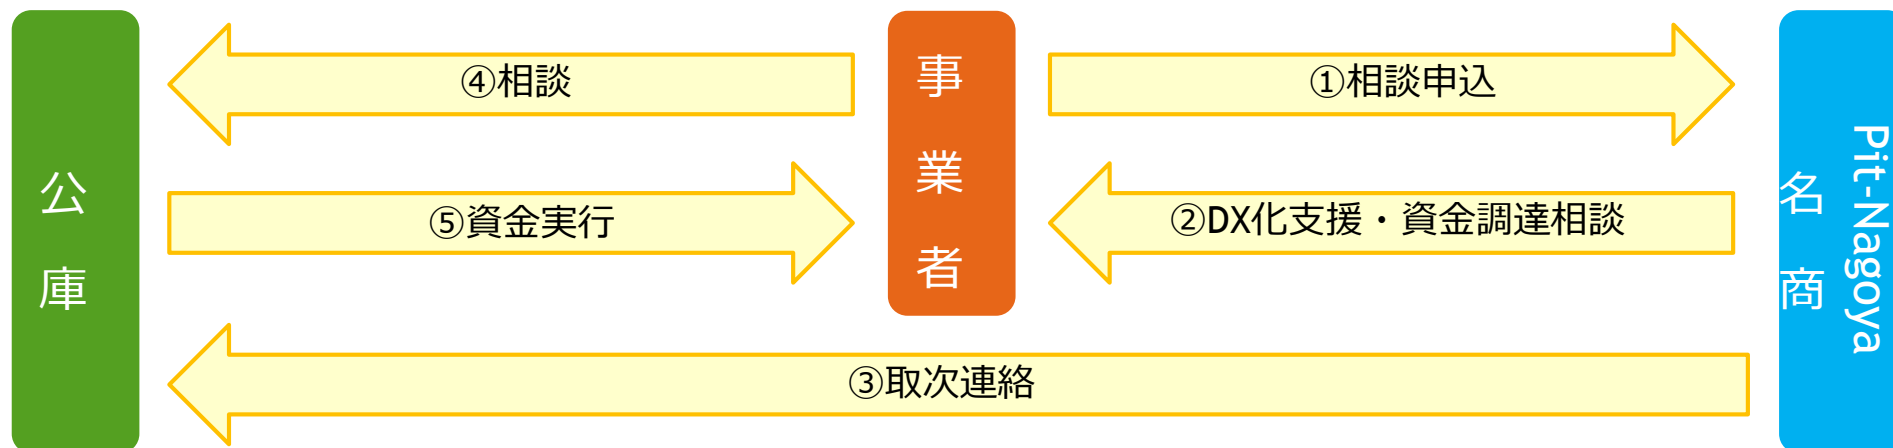 公庫
④相談
⑤資金実行
事業者
①相談申込
②DX化支援・資金調達相談
③取次連絡
Pit-Nagoya
名商